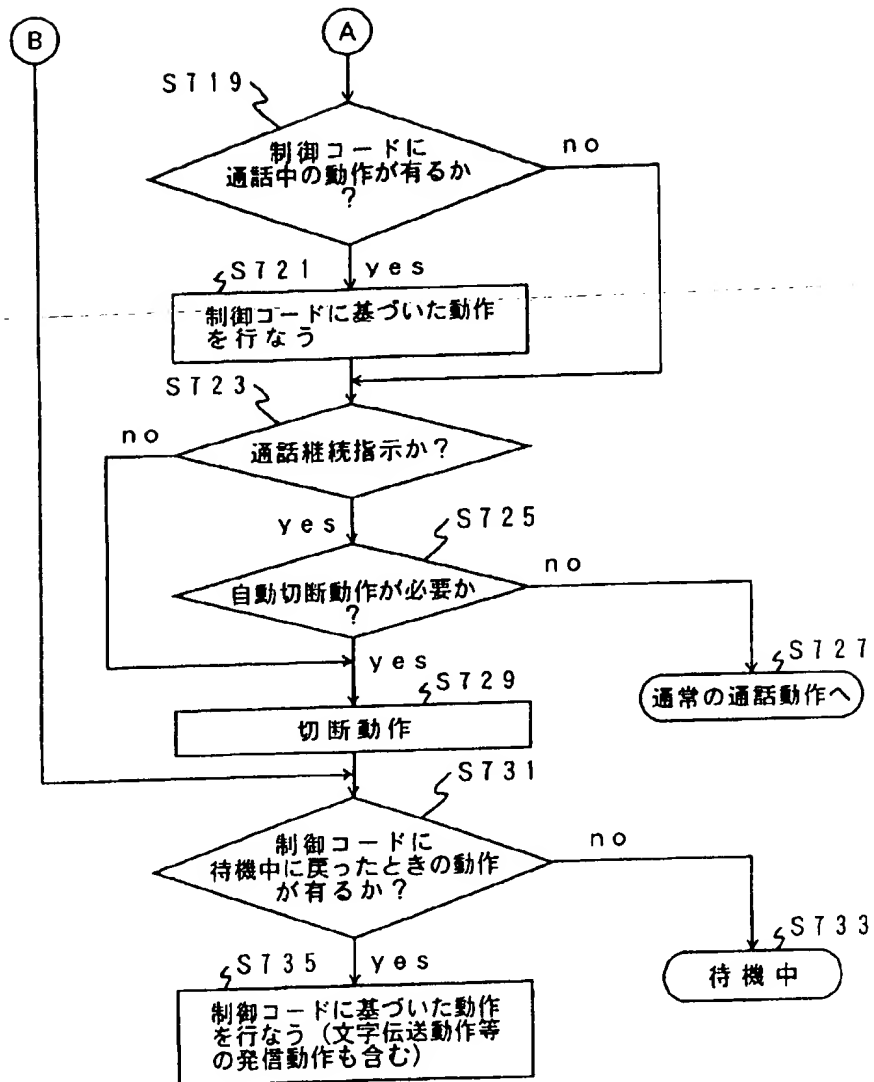 B
A
S719
制御コードに
通話中の動作が有るか
?
no
yes
S721
制御コードに基づいた動作
を行なう
S723
通話継続指示か?
no
yes
S725
自動切断動作が必要か
?
no
yes
S727
通常の通話動作へ
S729
切断動作
S731
制御コードに
待機中に戻ったときの動作
が有るか?
no
yes
S733
待機中
S735
制御コードに基づいた動作
を行なう(文字伝送動作等
の発信動作も含む)